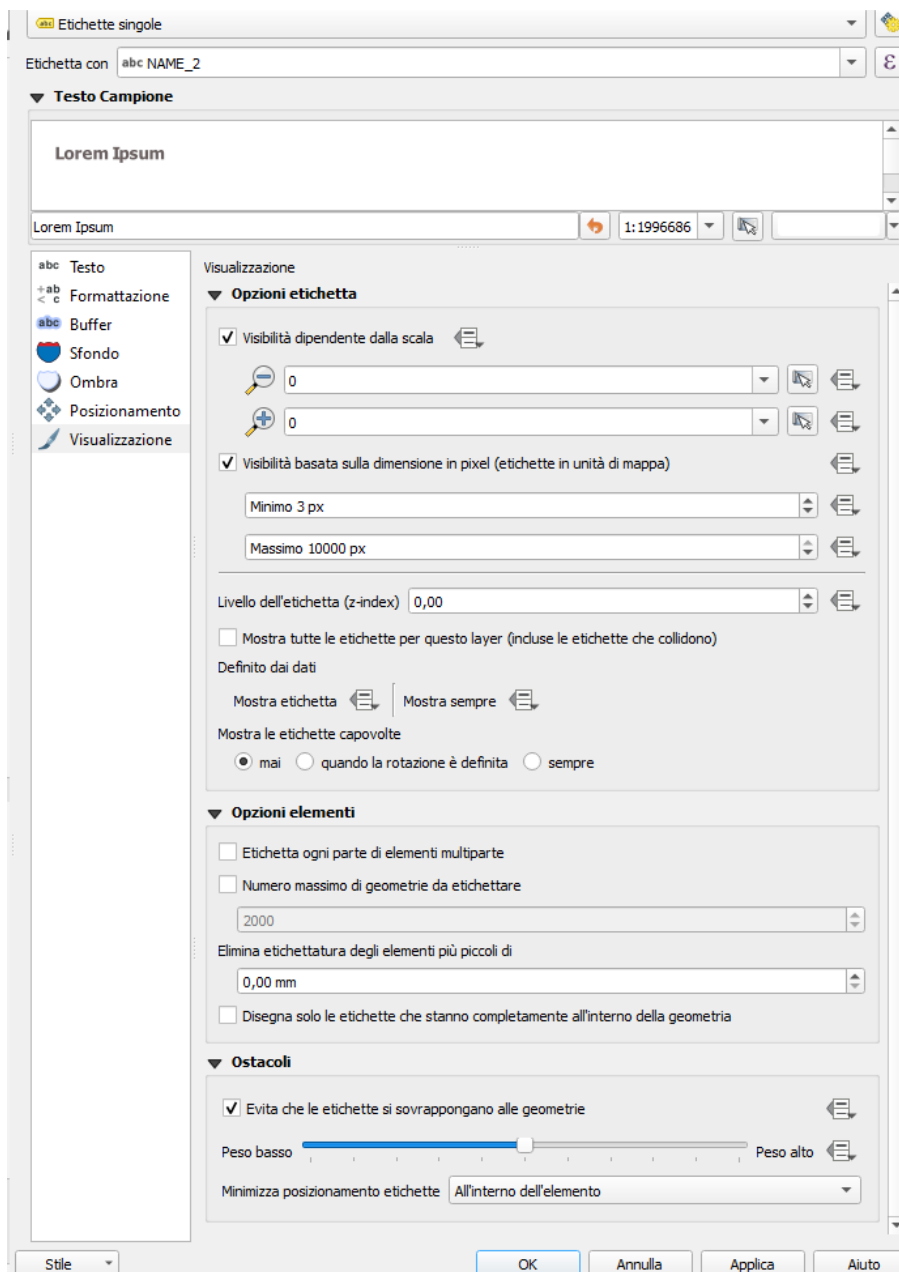 abc Etichette singole
Etichetta con abc NAME_2 ε
Testo Campione
Lorem Ipsum
Lorem Ipsum 1:1996686
abc Testo
+ab < c Formattazione
abc Buffer
Sfondo
Ombra
Posizionamento
Visualizzazione
Visualizzazione
Opzioni etichetta
Visibilità dipendente dalla scala
0
0
Visibilità basata sulla dimensione in pixel (etichette in unità di mappa)
Minimo 3 px
Massimo 10000 px
Livello dell'etichetta (z-index) 0,00
Mostra tutte le etichette per questo layer (incluse le etichette che collidono)
Definito dai dati
Mostra etichetta Mostra sempre
Mostra le etichette capovolte
mai quando la rotazione è definita sempre
Opzioni elementi
Etichetta ogni parte di elementi multiparte
Numero massimo di geometrie da etichettare
2000
Elimina etichettatura degli elementi più piccoli di
0,00 mm
Disegna solo le etichette che stanno completamente all'interno della geometria
Ostacoli
Evita che le etichette si sovrappongano alle geometrie
Peso basso Peso alto
Minimizza posizionamento etichette All'interno dell'elemento
Stile OK Annulla Applica Aiuto